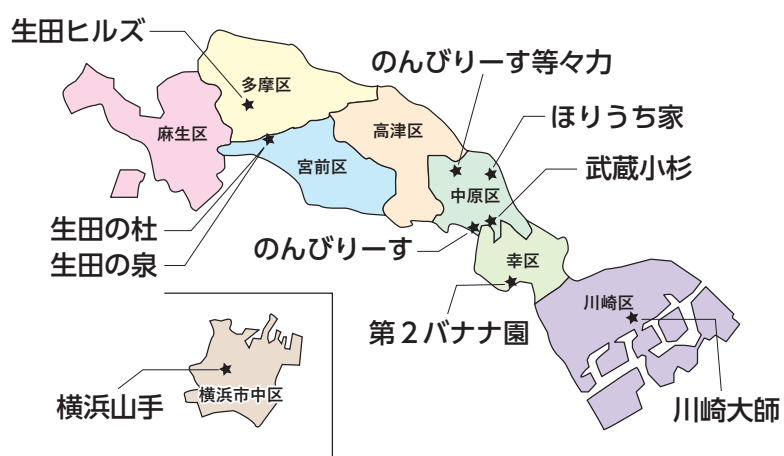 生田ヒルズ
多摩区
のんびりーす等々力
麻生区
高津区
ほりうち家
宮前区
武蔵小杉
中原区
生田の杜
生田の泉
のんびりーす
幸区
川崎区
第２バナナ園
横浜山手
横浜市中区
川崎大師